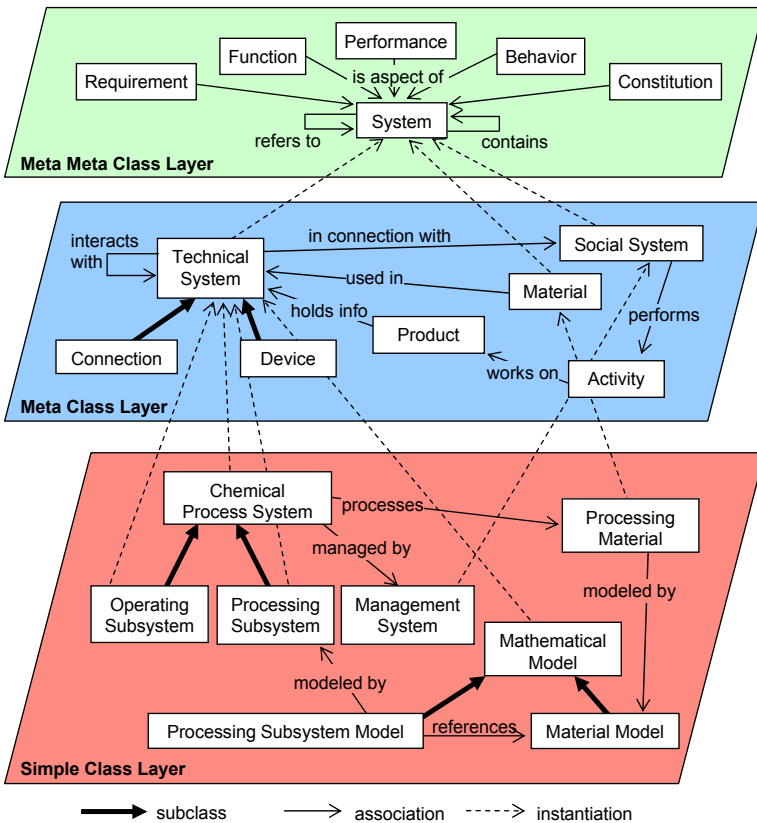 Performance
Function
Behavior
is aspect of
Requirement
Constitution
System
refers to
contains
Meta Meta Class Layer
interacts
with
Technical
System
in connection with
Social System
used in
Material
holds info
Product
performs
Connection
Device
works on
Activity
Meta Class Layer
Chemical
Process System
processes
Processing
Material
managed by
modeled by
Operating
Subsystem
Processing
Subsystem
Management
System
Mathematical
Model
modeled by
Processing Subsystem Model
references
Material Model
Simple Class Layer
subclass
association
instantiation